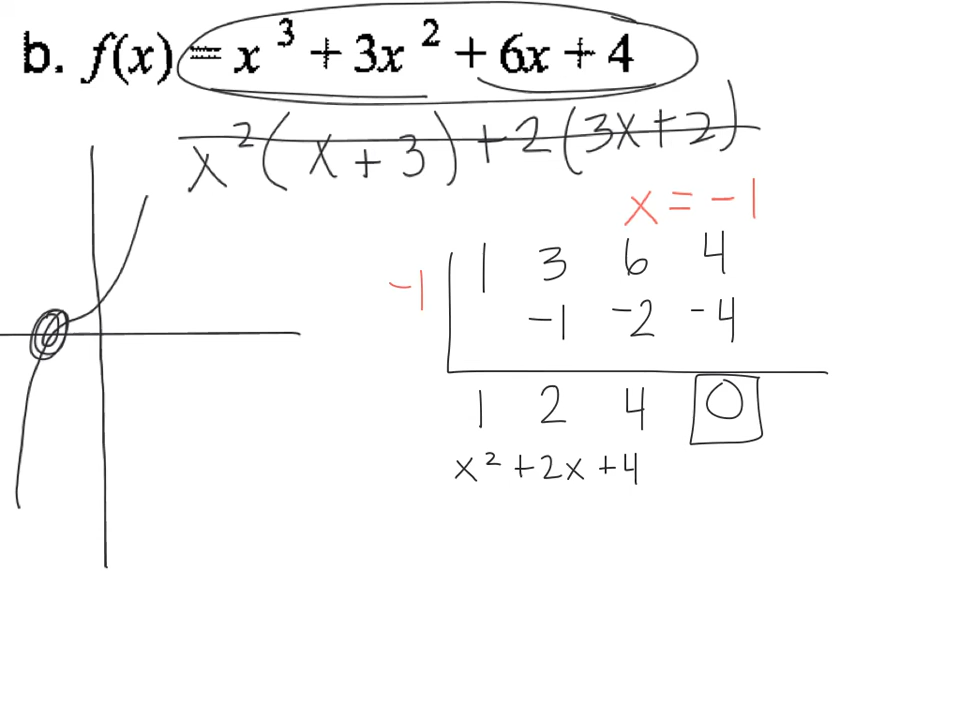 b. f(x) = x³ + 3x² + 6x + 4
x²(x + 3) + 2(3x + 2)
x = -1
-1 1 3 6 4
-1 -2 -4
1 2 4 0
x² + 2x + 4